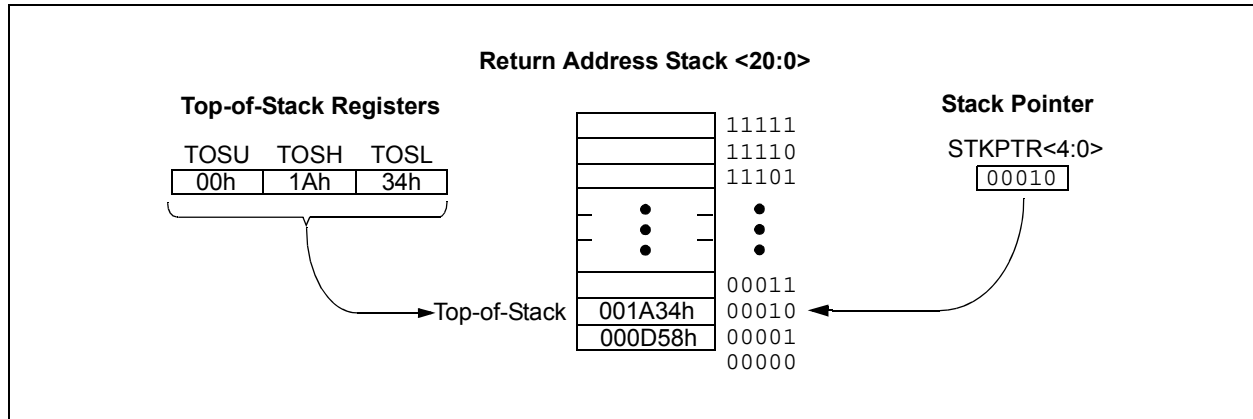 Return Address Stack <20:0>
Top-of-Stack Registers
Stack Pointer
TOSU TOSH TOSL
STKPTR<4:0>
00h 1Ah 34h
00010
11111
11110
11101
00011
Top-of-Stack 001A34h 00010
000D58h 00001
00000